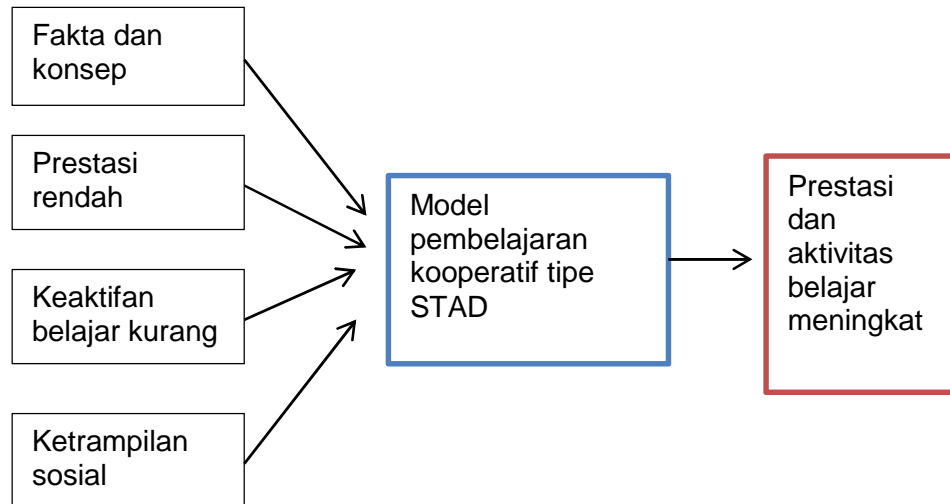 Fakta dan
konsep
Prestasi
rendah
Keaktifan
belajar kurang
Ketrampilan
sosial
Model
pembelajaran
kooperatif tipe
STAD
Prestasi
dan
aktivitas
belajar
meningkat